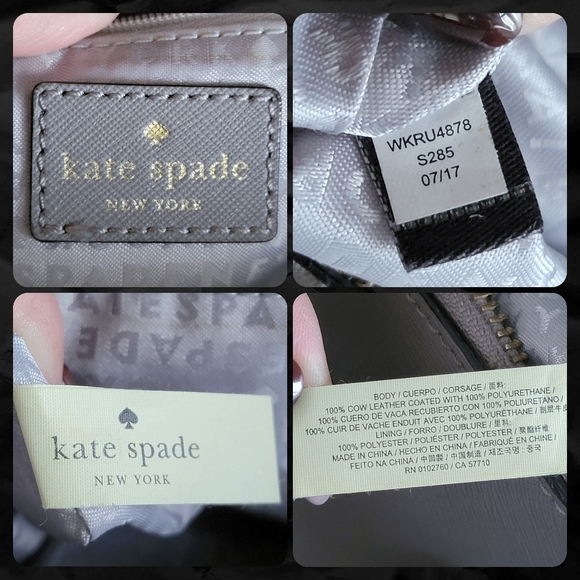 kate spade
NEW YORK
WKRU4878
S285
07/17
kate spade
NEW YORK
BODY / CUERPO / CORSAGE / 面料:
100% COW LEATHER COATED WITH 100% POLYURETHANE /
100% CUERO DE VACA RECUBIERTO CON 100% POLIURETANO /
100% CUIR DE VACHE ENDUIT AVEC 100% POLYURÉTHANE / 剖層牛皮
LINING / FORRO / DOUBLURE / 里料:
100% POLYESTER / POLIÉSTER / POLYESTER / 聚酯纤维
MADE IN CHINA / HECHO EN CHINA / FABRIQUÉ EN CHINE /
FEITO NA CHINA / 中国製 / 中国制造 / 제조국명: 중국
RN 0102760 / CA 57710